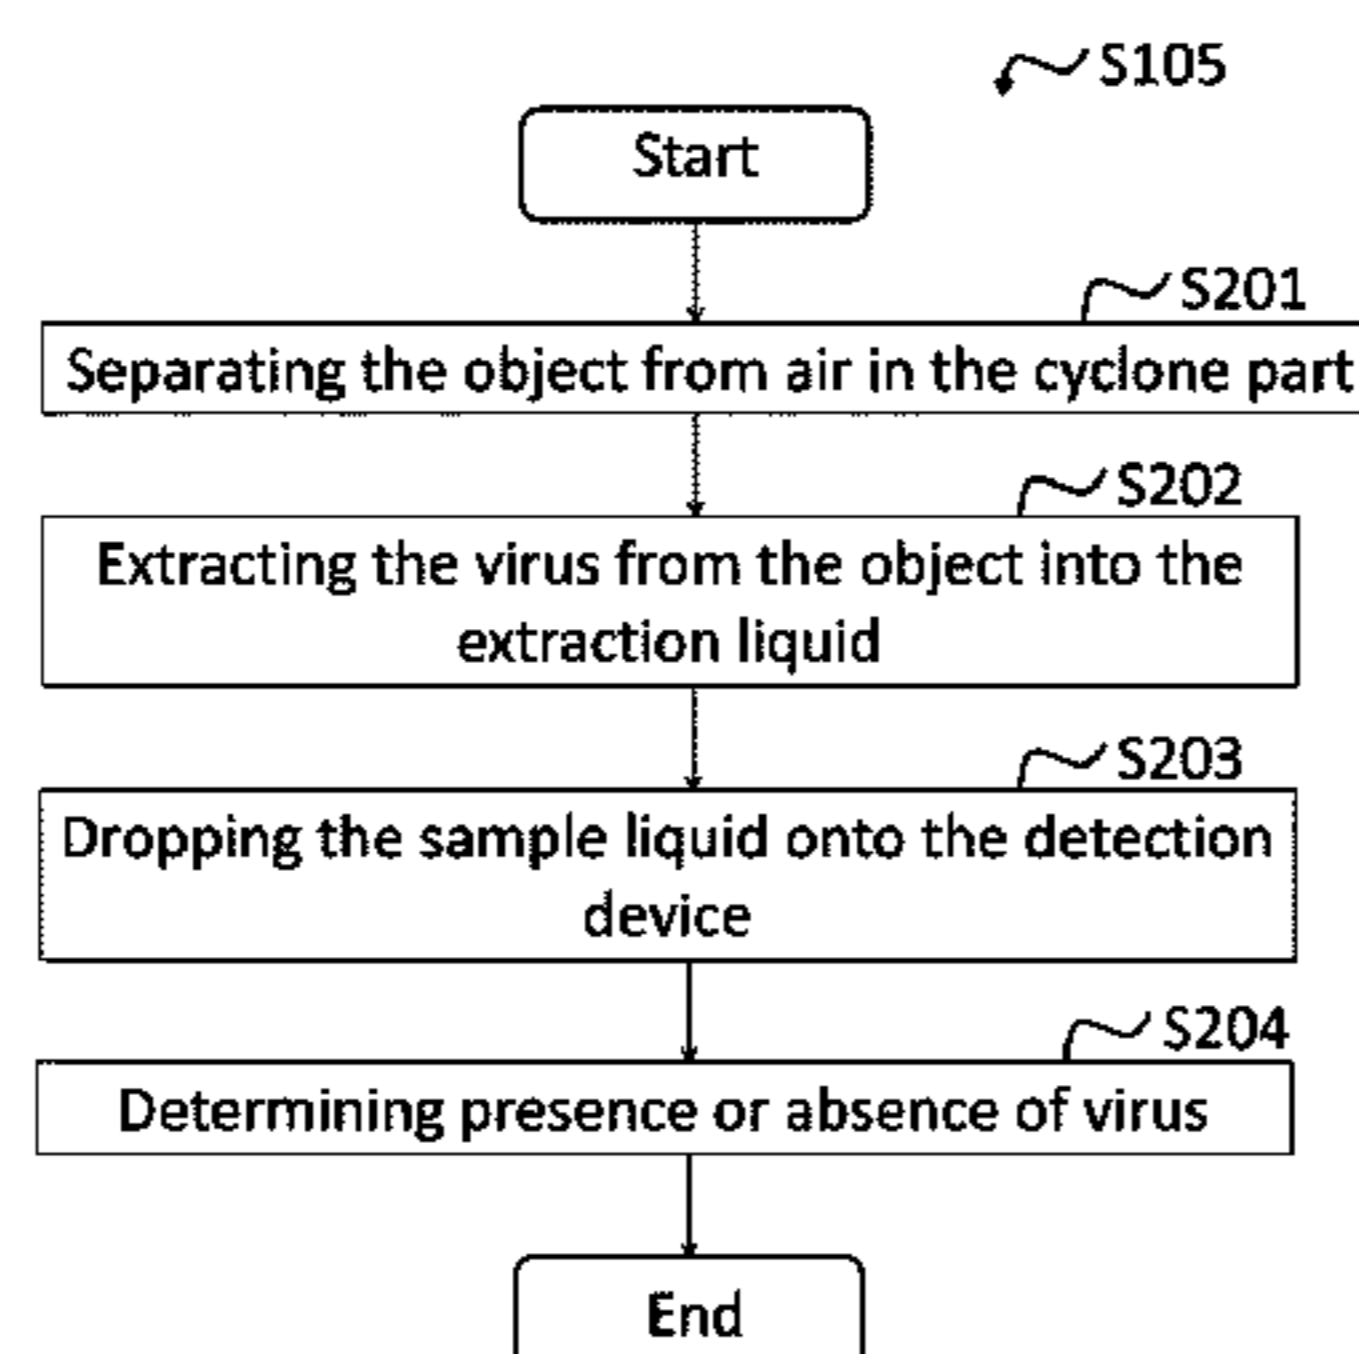 S105
Start
S201
Separating the object from air in the cyclone part
S202
Extracting the virus from the object into the
extraction liquid
S203
Dropping the sample liquid onto the detection
device
S204
Determining presence or absence of virus
End